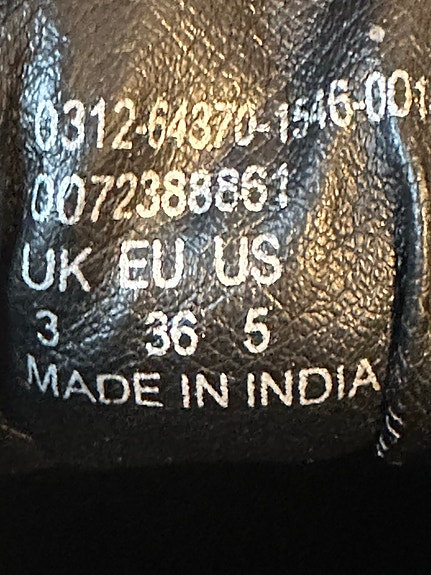 0312-64370-1546-001
0072388861
UK EU US
3 36 5
MADE IN INDIA